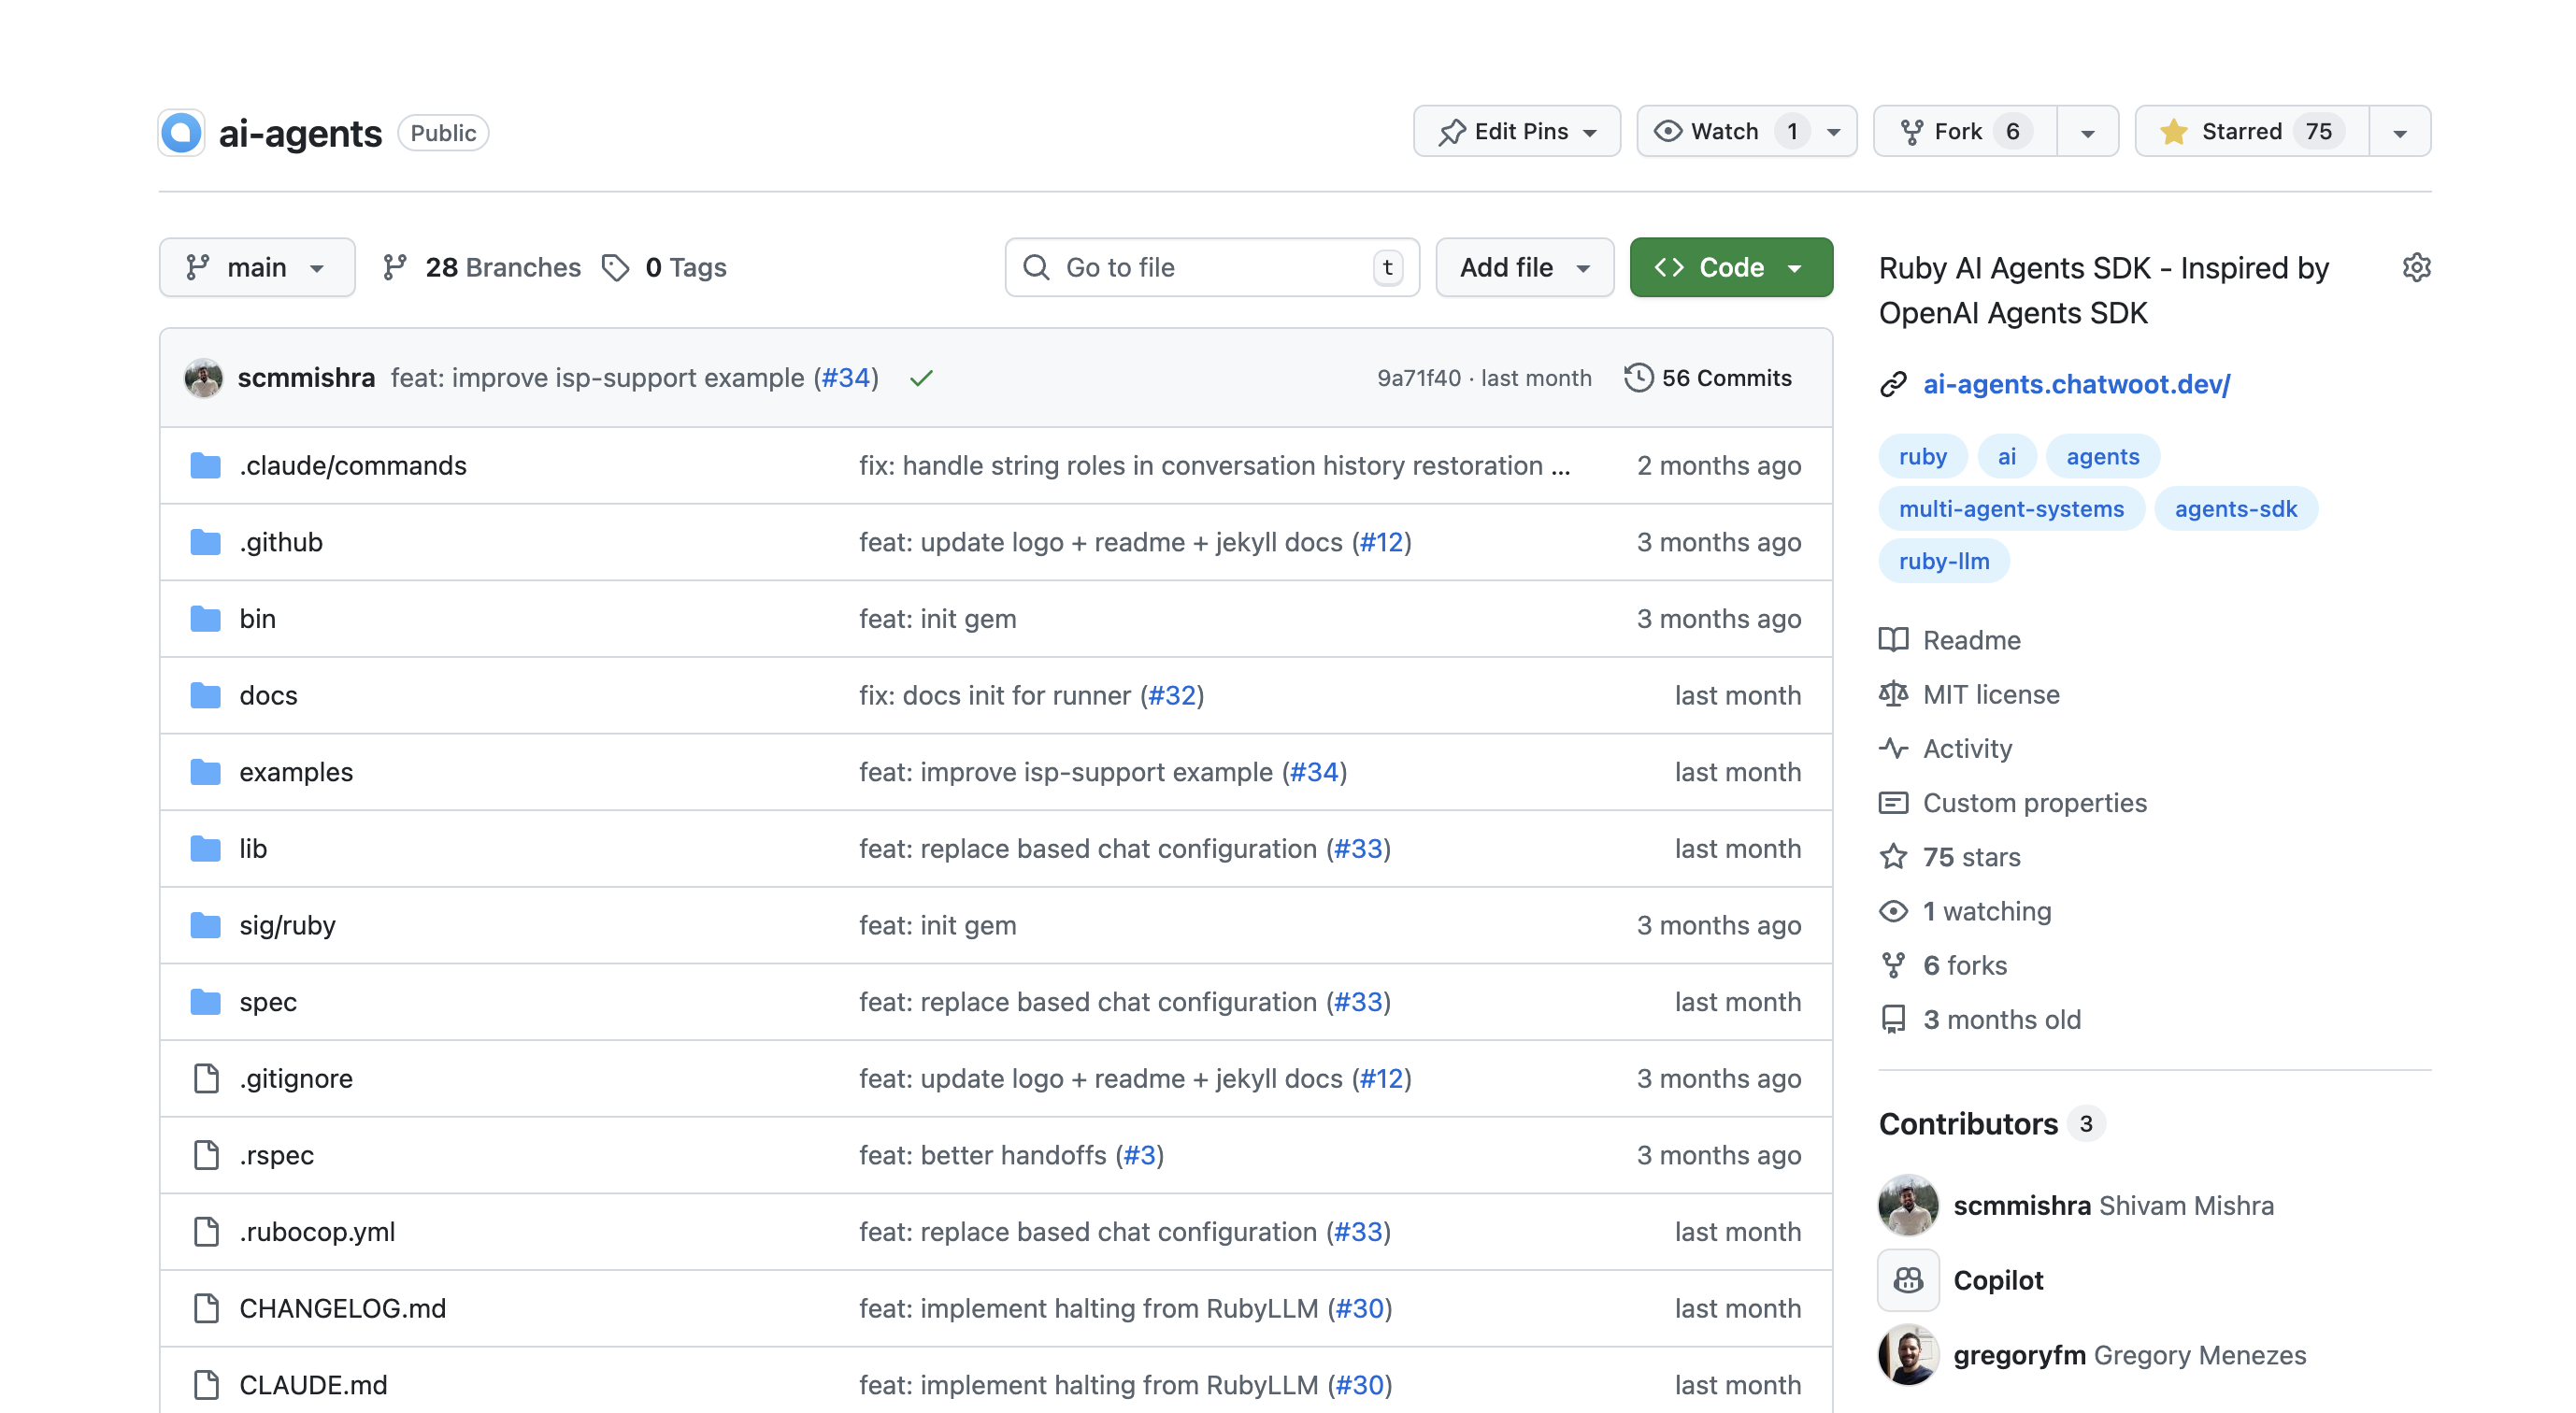 ai-agents Public Edit Pins Watch 1 Fork 6 Starred 75
main 28 Branches 0 Tags Go to file t Add file Code
scmmishra feat: improve isp-support example (#34) 9a71f40 · last month 56 Commits
.claude/commands fix: handle string roles in conversation history restoration ... 2 months ago
.github feat: update logo + readme + jekyll docs (#12) 3 months ago
bin feat: init gem 3 months ago
docs fix: docs init for runner (#32) last month
examples feat: improve isp-support example (#34) last month
lib feat: replace based chat configuration (#33) last month
sig/ruby feat: init gem 3 months ago
spec feat: replace based chat configuration (#33) last month
.gitignore feat: update logo + readme + jekyll docs (#12) 3 months ago
.rspec feat: better handoffs (#3) 3 months ago
.rubocop.yml feat: replace based chat configuration (#33) last month
CHANGELOG.md feat: implement halting from RubyLLM (#30) last month
CLAUDE.md feat: implement halting from RubyLLM (#30) last month
Ruby AI Agents SDK - Inspired by
OpenAI Agents SDK
ai-agents.chatwoot.dev/
ruby ai agents
multi-agent-systems agents-sdk
ruby-llm
Readme
MIT license
Activity
Custom properties
75 stars
1 watching
6 forks
3 months old
Contributors 3
scmmishra Shivam Mishra
Copilot
gregoryfm Gregory Menezes